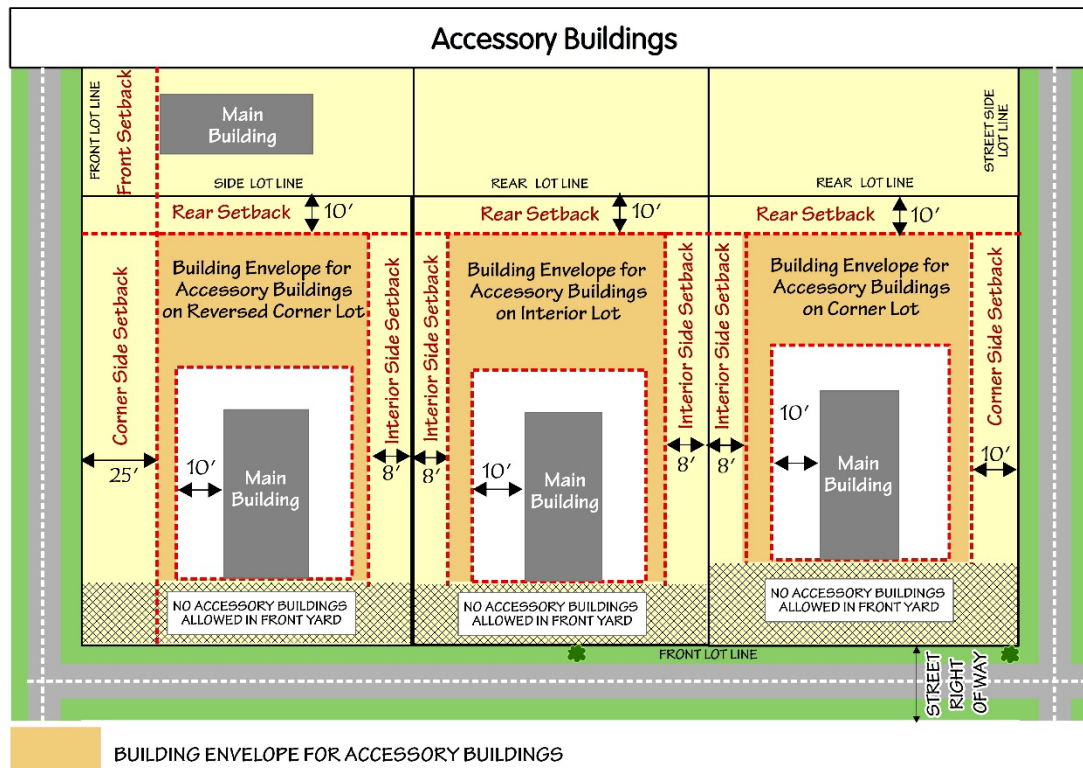 Accessory Buildings
FRONT LOT LINE
Front Setback
Main
Building
STREET SIDE
LOT LINE
SIDE LOT LINE
REAR LOT LINE
REAR LOT LINE
Rear Setback
10'
Rear Setback
10'
Rear Setback
10'
Corner Side Setback
Building Envelope for
Accessory Buildings
on Reversed Corner Lot
Interior Side Setback
Interior Side Setback
Building Envelope for
Accessory Buildings
on Interior Lot
Interior Side Setback
Interior Side Setback
Building Envelope for
Accessory Buildings
on Corner Lot
Corner Side Setback
25'
10'
Main
Building
8'
8'
10'
Main
Building
8'
8'
10'
Main
Building
10'
NO ACCESSORY BUILDINGS
ALLOWED IN FRONT YARD
NO ACCESSORY BUILDINGS
ALLOWED IN FRONT YARD
NO ACCESSORY BUILDINGS
ALLOWED IN FRONT YARD
FRONT LOT LINE
STREET
RIGHT
OF WAY
BUILDING ENVELOPE FOR ACCESSORY BUILDINGS